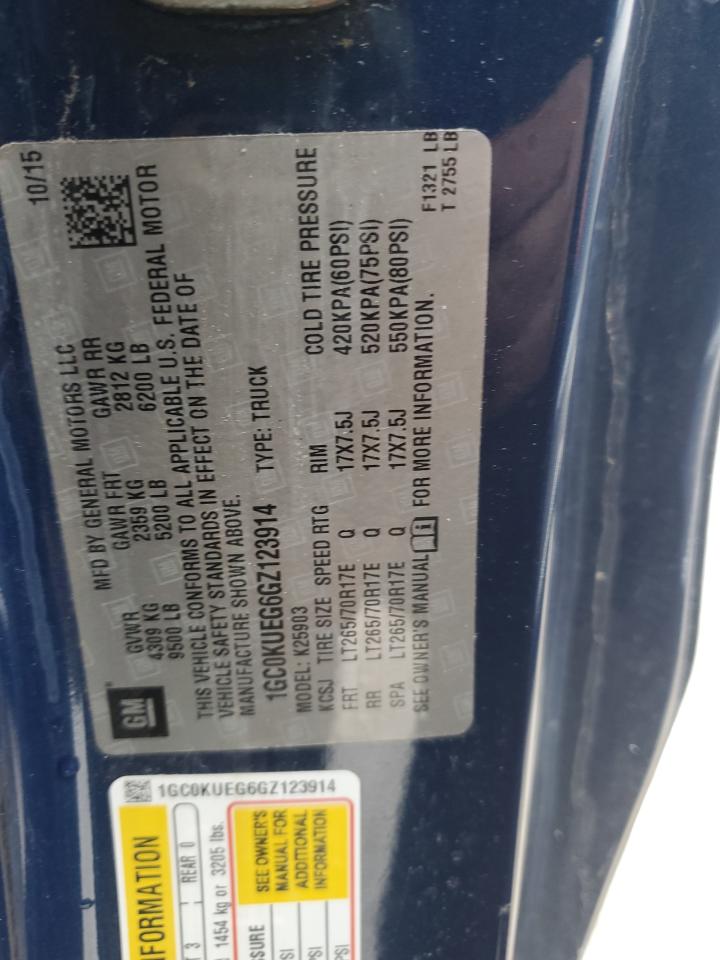 GM
MFD BY GENERAL MOTORS LLC
10/15
GVWR GAWR FRT GAWR RR
4309 KG 2359 KG 2812 KG
9500 LB 5200 LB 6200 LB
THIS VEHICLE CONFORMS TO ALL APPLICABLE U.S. FEDERAL MOTOR
VEHICLE SAFETY STANDARDS IN EFFECT ON THE DATE OF
MANUFACTURE SHOWN ABOVE.
1GC0KUEG6GZ123914 TYPE: TRUCK
MODEL: K25903
KCSJ TIRE SIZE SPEED RTG RIM COLD TIRE PRESSURE
FRT LT265/70R17E Q 17X7.5J 420KPA(60PSI)
RR LT265/70R17E Q 17X7.5J 520KPA(75PSI)
SPA LT265/70R17E Q 17X7.5J 550KPA(80PSI)
SEE OWNER'S MANUAL i FOR MORE INFORMATION.
F1321 LB
T 2755 LB
1GC0KUEG6GZ123914
FORMATION
3 REAR 0
1454 kg or 3205 lbs.
SEE OWNER'S
MANUAL FOR
ADDITIONAL
INFORMATION
SSURE
SI
PSI
PSI